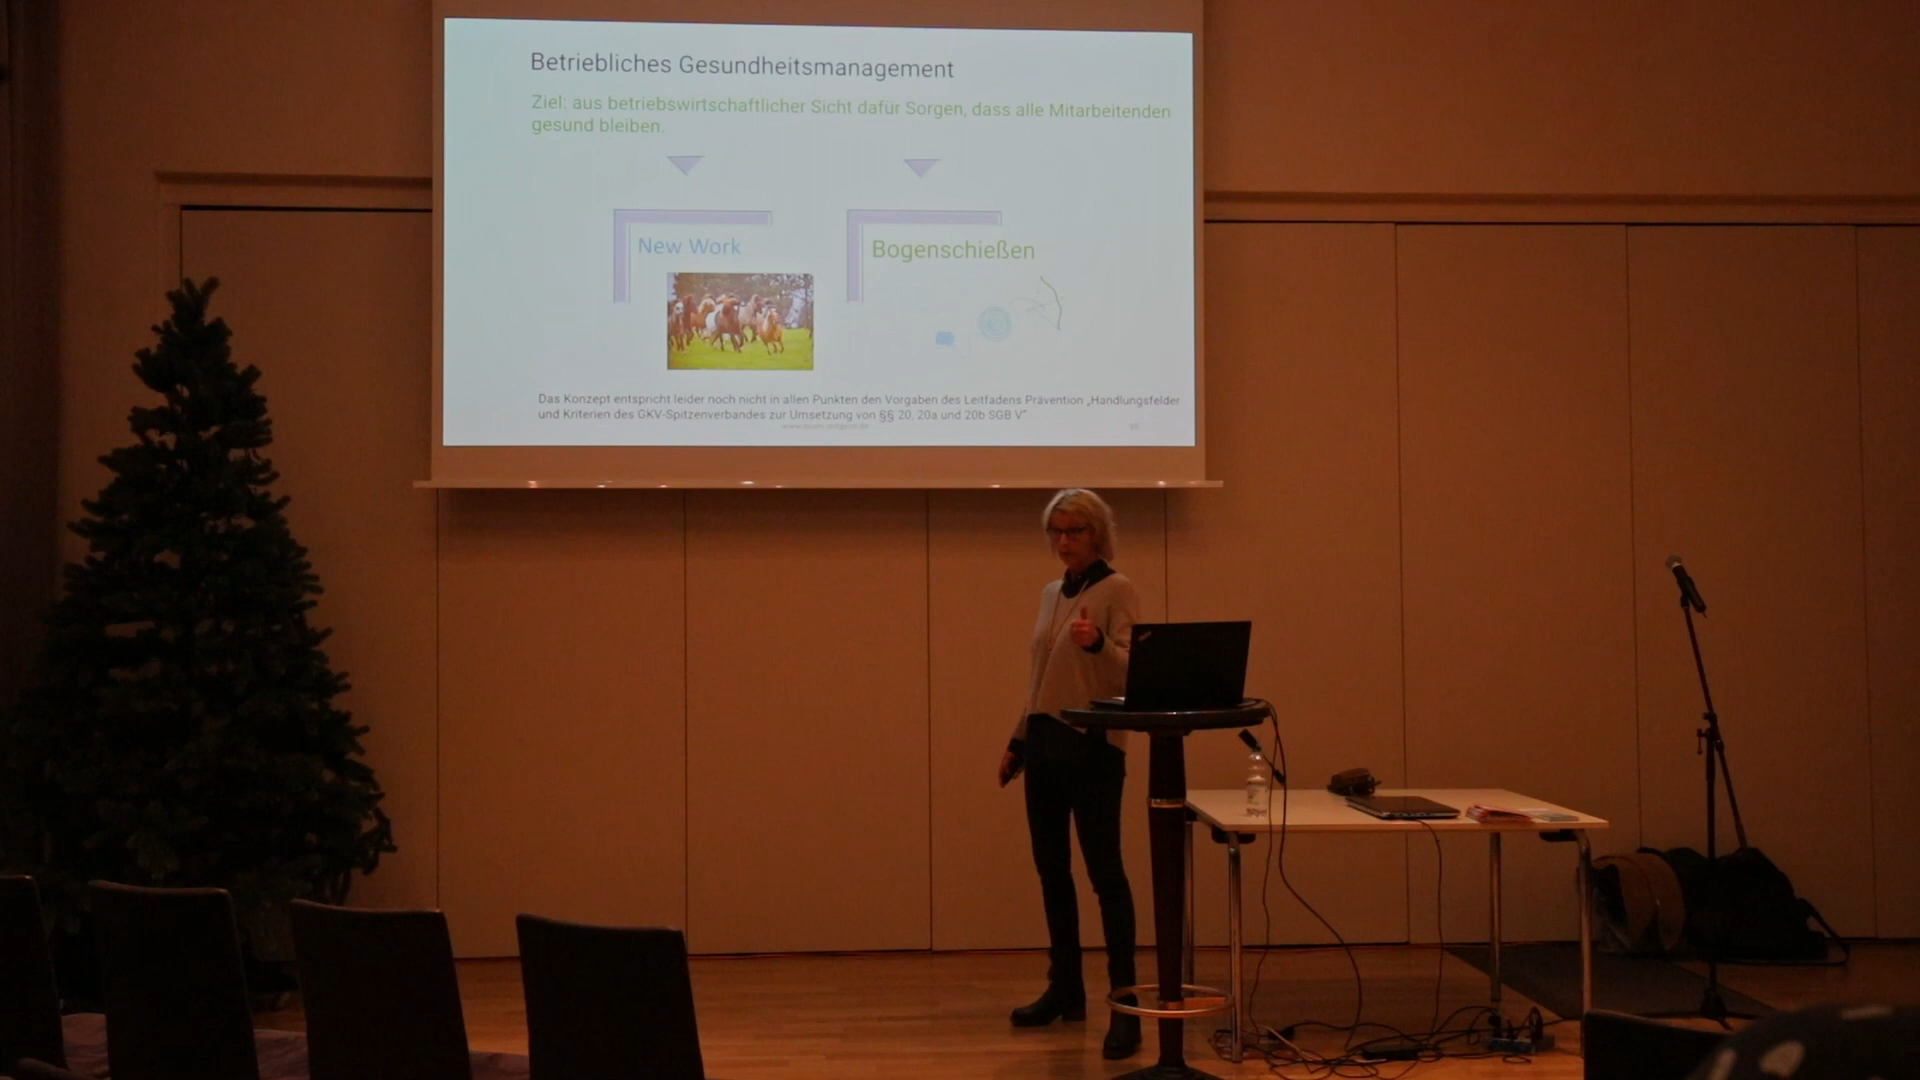 Betriebliches Gesundheitsmanagement
Ziel: aus betriebswirtschaftlicher Sicht dafür Sorgen, dass alle Mitarbeitenden
gesund bleiben.
New Work
Bogenschießen
Das Konzept entspricht leider noch nicht in allen Punkten den Vorgaben des Leitfadens Prävention „Handlungsfelder
und Kriterien des GKV-Spitzenverbandes zur Umsetzung von §§ 20, 20a und 20b SGB V"